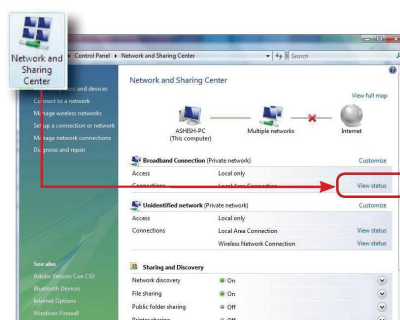 Network and
Sharing
Center
Control Panel
Network and Sharing Center
Search
and devices
Connect to a network
Manage wireless networks
Set up a connection or network
Manage network connections
Diagnose and repair
See also
Adobe Version Cue CS3
Bluetooth Devices
Internet Options
Windows Firewall
Network and Sharing Center
View full map
ASHISH-PC
(This computer)
Multiple networks
Internet
Broadband Connection (Private network)
Customize
Access
Local only
Connections
Local Area Connection
View status
Unidentified network (Private network)
Customize
Access
Local only
Connections
Local Area Connection
View status
Wireless Network Connection
View status
Sharing and Discovery
Network discovery
On
File sharing
On
Public folder sharing
Off
Printer sharing
Off